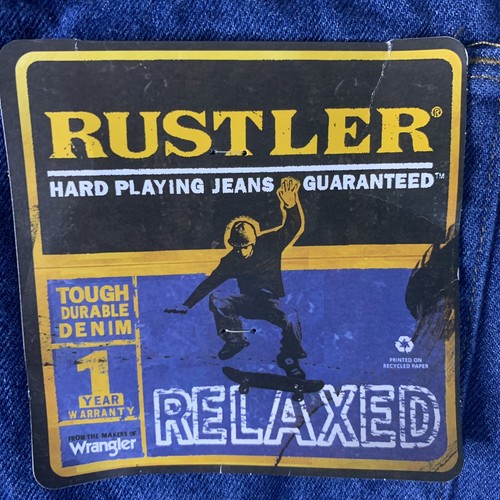 RUSTLER®
HARD PLAYING JEANS GUARANTEED™
TOUGH
DURABLE
DENIM
1
YEAR
WARRANTY
FROM THE MAKERS OF
Wrangler
PRINTED ON
RECYCLED PAPER
RELAXED